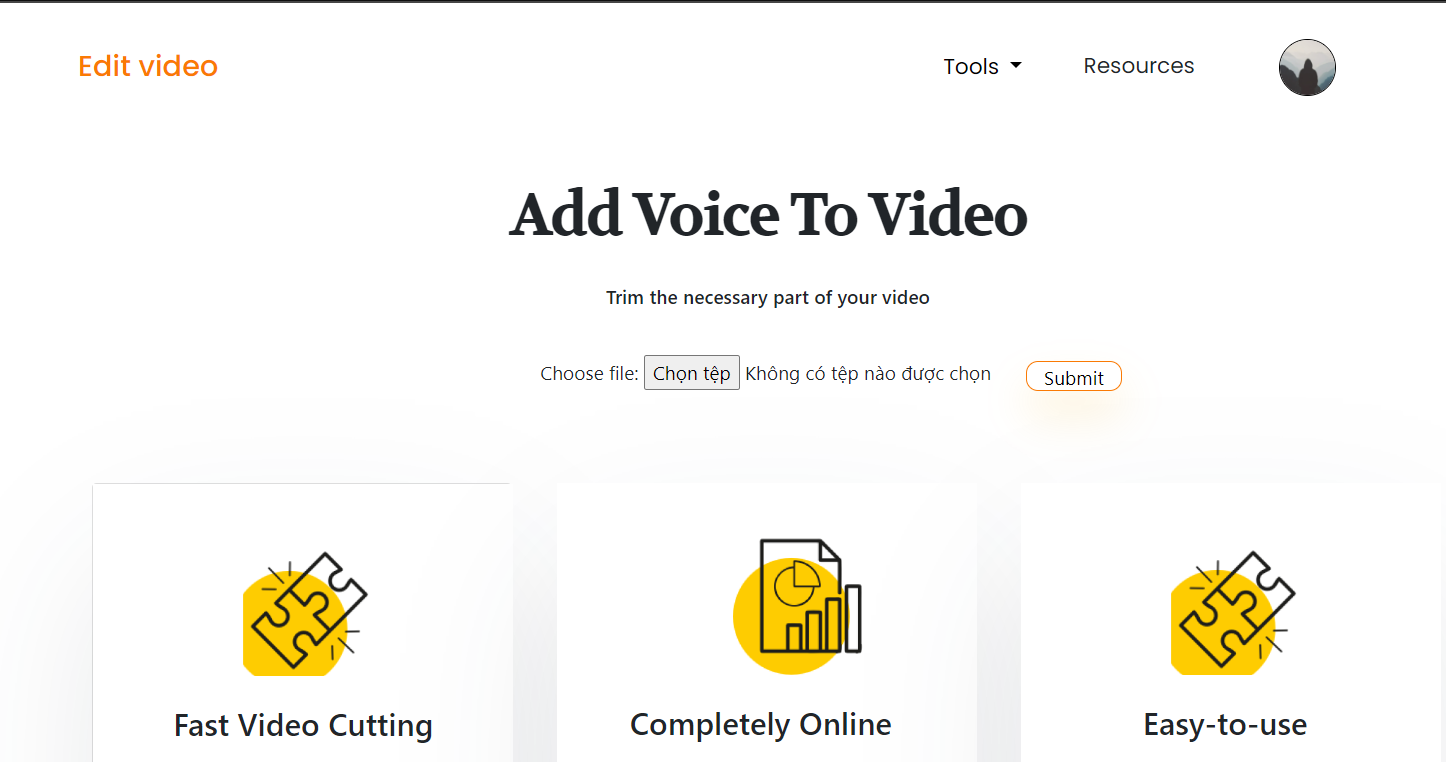 Edit video
Tools
Resources
Add Voice To Video
Trim the necessary part of your video
Choose file: Chọn tệp Không có tệp nào được chọn
Submit
Fast Video Cutting
Completely Online
Easy-to-use